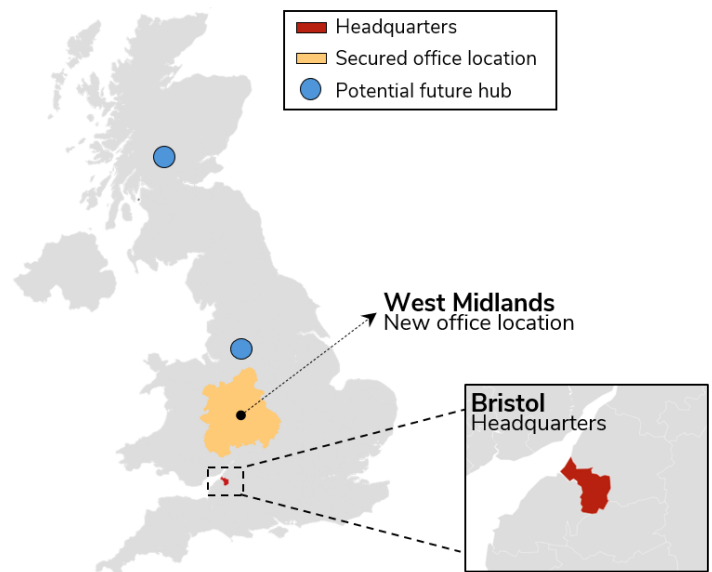 Headquarters
Secured office location
Potential future hub
West Midlands
New office location
Bristol
Headquarters